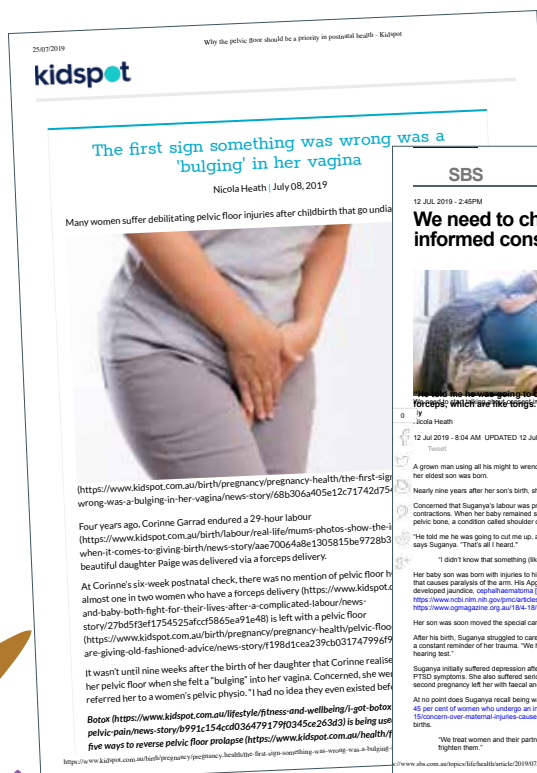 25/07/2019
Why the pelvic floor should be a priority in postnatal health - Kidspot
kidspot
The first sign something was wrong was a
'bulging' in her vagina
Nicola Heath | July 08, 2019
Many women suffer debilitating pelvic floor injuries after childbirth that go undia
(https://www.kidspot.com.au/birth/pregnancy/pregnancy-health/the-first-sign
wrong-was-a-bulging-in-her-vagina/news-story/68b306a405e12c71742d754
Four years ago, Corinne Garrad endured a 29-hour labour
(https://www.kidspot.com.au/birth/labour/real-life/mums-photos-show-the-i
when-it-comes-to-giving-birth/news-story/aae70064a8e1305815be9728b3
beautiful daughter Paige was delivered via a forceps delivery.
At Corinne's six-week postnatal check, there was no mention of pelvic floor h
almost one in two women who have a forceps delivery (https://www.kidspot.c
and-baby-both-fight-for-their-lives-after-a-complicated-labour/news-
story/27bd5f3ef1754525afccf5865ea91e48) is left with a pelvic floor
(https://www.kidspot.com.au/birth/pregnancy/pregnancy-health/pelvic-floo
are-giving-old-fashioned-advice/news-story/f198d1cea239cb031747996f9
It wasn't until nine weeks after the birth of her daughter that Corinne realise
her pelvic floor when she felt a "bulging" into her vagina. Concerned, she wen
referred her to a women's pelvic physio. "I had no idea they even existed befo
Botox (https://www.kidspot.com.au/lifestyle/fitness-and-wellbeing/i-got-botox
pelvic-pain/news-story/b991c154ccd036479179f0345ce263d3) is being use
five ways to reverse pelvic floor prolapse (https://www.kidspot.com.au/health/f
https://www.kidspot.com.au/birth/pregnancy/pregnancy-health/the-first-sign-something-was-wrong-was-a-bulging-
SBS
12 JUL 2019 - 2:45PM
We need to ch
informed cons
"He told me he was going to
forceps, which are like tongs.
0
Nicola Heath
12 Jul 2019 - 8:04 AM UPDATED 12 Jul
Tweet
A grown man using all his might to wrenc
her eldest son was born.
Nearly nine years after her son's birth, sh
Concerned that Suganya's labour was pr
contractions. When her baby remained s
pelvic bone, a condition called shoulder d
"He told me he was going to cut me up, a
says Suganya. "That's all I heard."
"I didn't know that something (lik
Her baby son was born with injuries to hi
that causes paralysis of the arm. His Ap
developed jaundice, cephalhaematoma [
https://www.ncbi.nim.nih.gov/pmc/article
https://www.ogmagazine.org.au/18/4-18/
Her son was soon moved the special car
After his birth, Suganya struggled to care
a constant reminder of her trauma. "We h
hearing test."
Suganya initially suffered depression afte
PTSD symptoms. She also suffered serio
second pregnancy left her with faecal an
At no point does Suganya recall being w
45 per cent of women who undergo an in
15/concern-over-maternal-injuries-cause
births.
"We treat women and their partn
frighten them."
://www.sbs.com.au/topics/life/health/article/2019/07